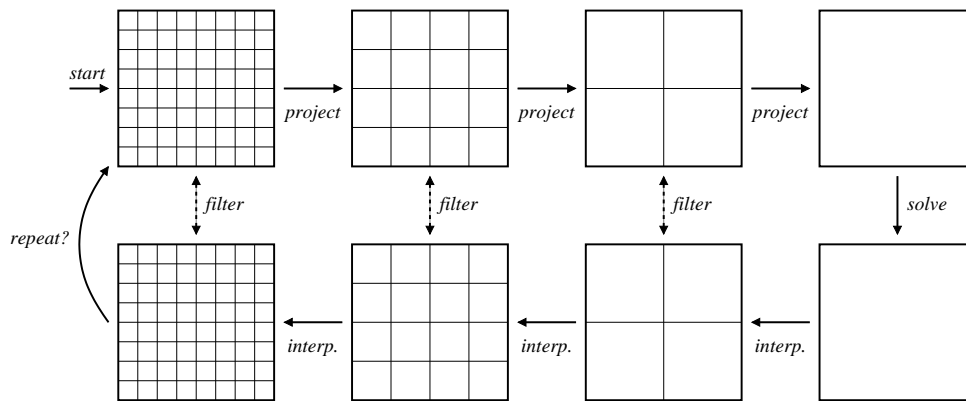 start
project
project
project
filter
filter
filter
solve
repeat?
interp.
interp.
interp.